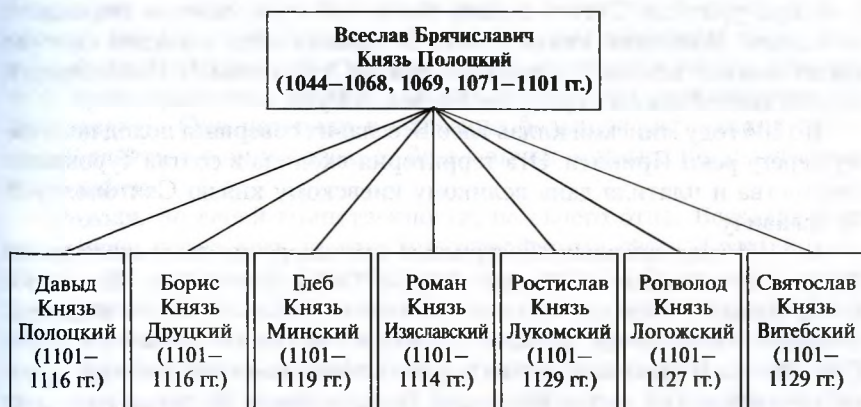 Всеслав Брячиславич
Князь Полоцкий
(1044–1068, 1069, 1071–1101 гг.)
Давыд
Князь
Полоцкий
(1101–
1116 гг.)
Борис
Князь
Друцкий
(1101–
1116 гг.)
Глеб
Князь
Минский
(1101–
1119 гг.)
Роман
Князь
Изяславский
(1101–
1114 гг.)
Ростислав
Князь
Лукомский
(1101–
1129 гг.)
Рогволод
Князь
Логожский
(1101–
1127 гг.)
Святослав
Князь
Витебский
(1101–
1129 гг.)